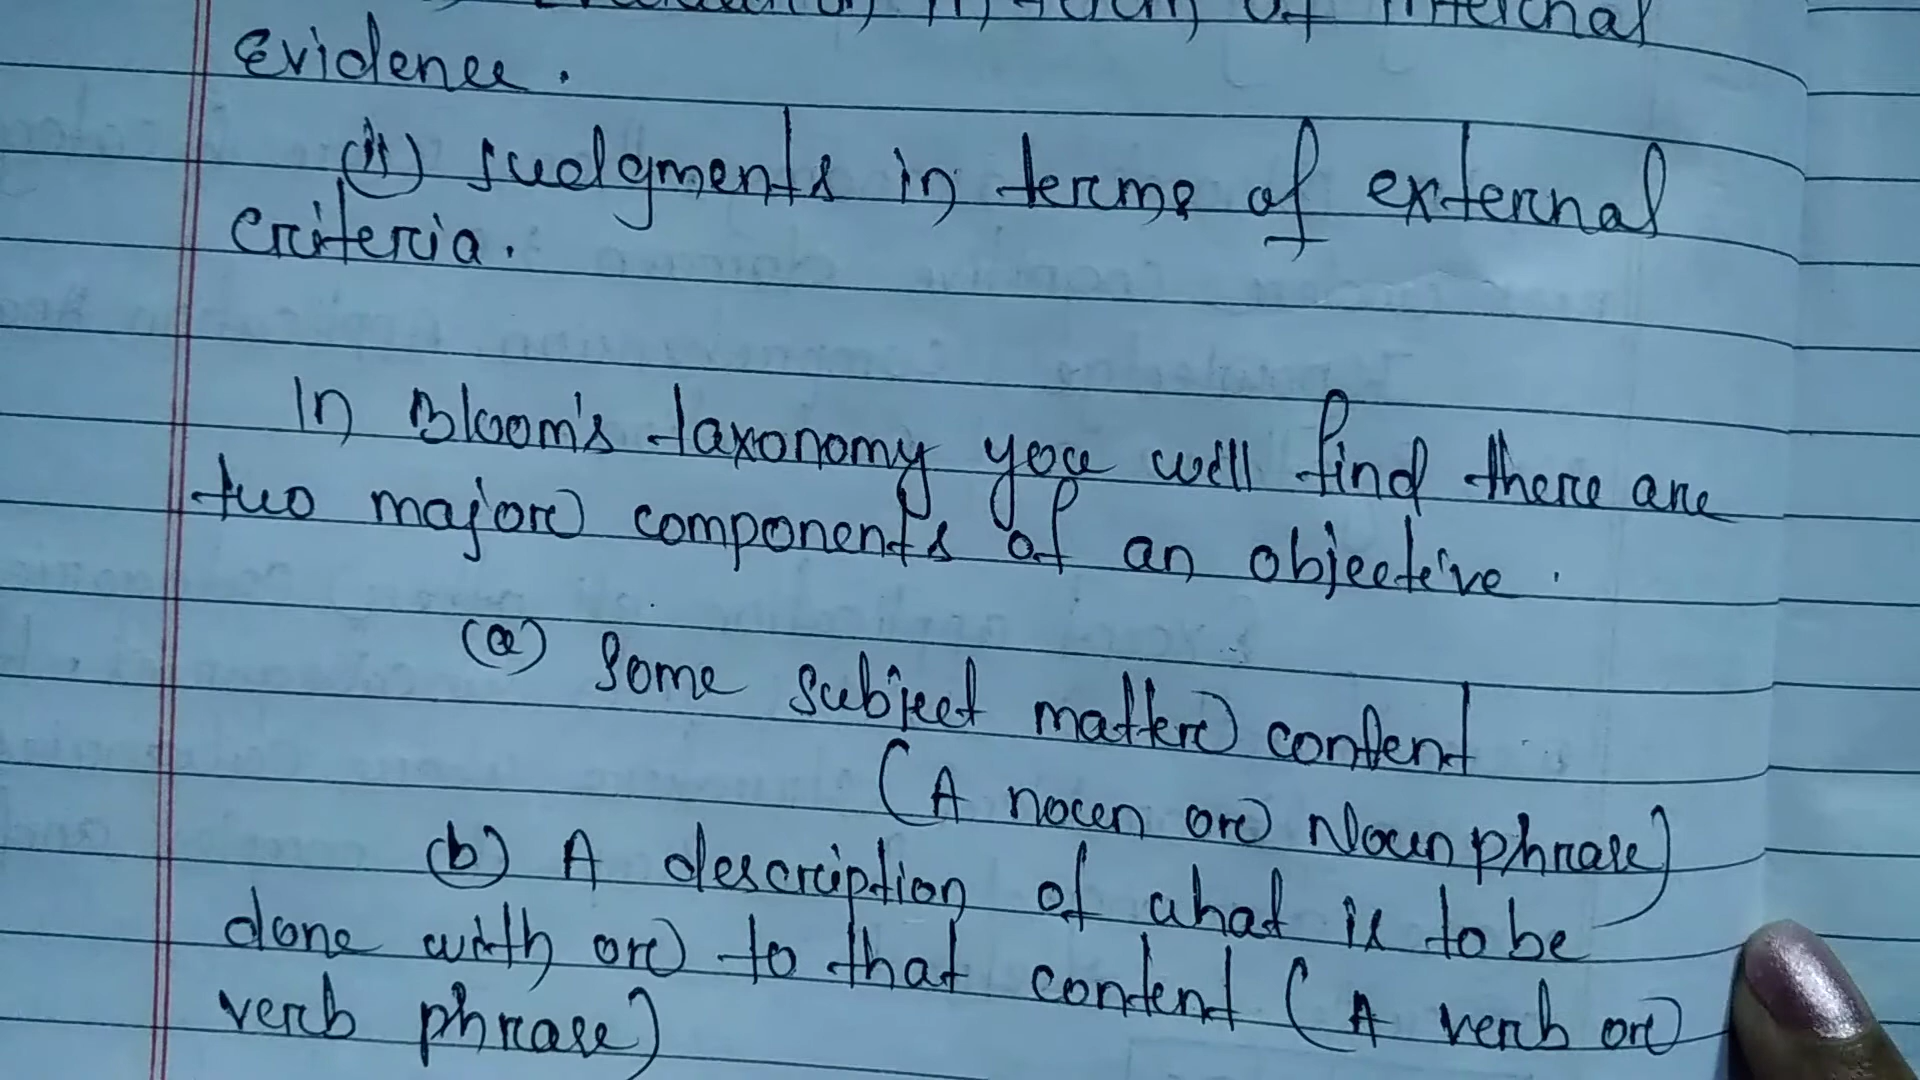 of internal
Evidence.
(ii) Judgments in terms of external
criteria.
In Bloom's taxonomy you will find there are
two major components of an objective.
(a) Some subject matter content
(A noun or Noun phrase)
(b) A description of what is to be
done with or to that content (A verb or
verb phrase)